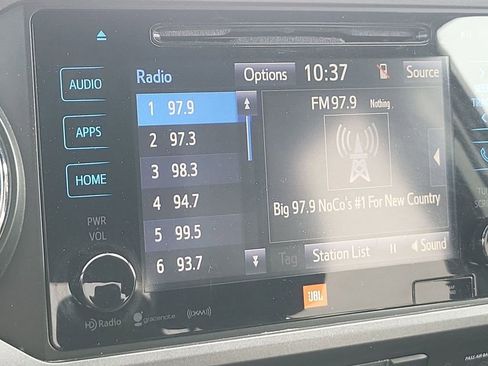 AUDIO
APPS
HOME
PWR
VOL
Radio
Options
10:37
Source
1 97.9
2 97.3
3 98.3
4 94.7
5 99.5
6 93.7
FM 97.9 Nothing
Big 97.9 NoCo's #1 For New Country
Tag
Station List
Sound
HD Radio
gracenote
JBL